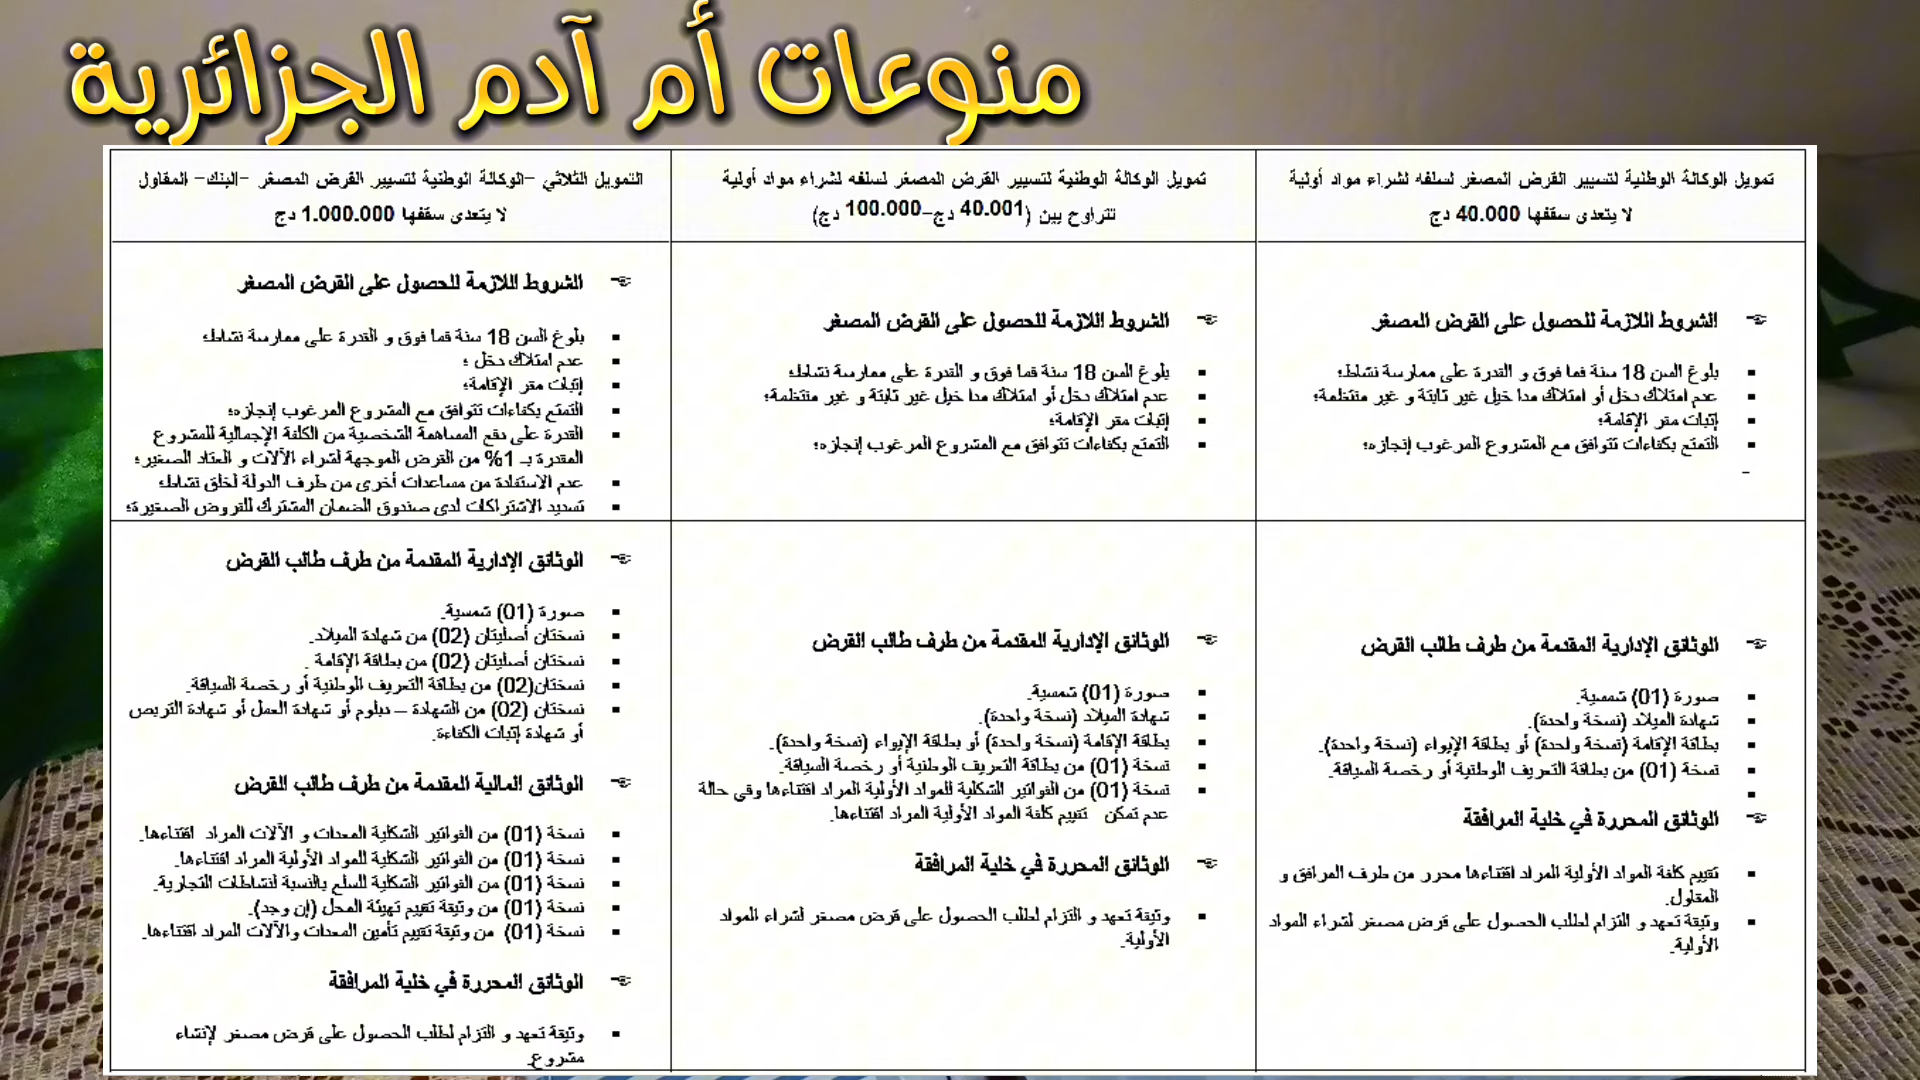 منوعات أم آدم الجزائرية
تمويل الوكالة الوطنية لتسيير القرض المصغر لسلفه لشراء مواد أولية
لا يتعدى سقفها 40.000 دج
تمويل الوكالة الوطنية لتسيير القرض المصغر لسلفه لشراء مواد أولية
تتراوح بين (40.001 دج–100.000 دج)
التمويل الثلاثي –الوكالة الوطنية لتسيير القرض المصغر –البنك– المقاول
لا يتعدى سقفها 1.000.000 دج
الشروط اللازمة للحصول على القرض المصغر
بلوغ السن 18 سنة فما فوق و القدرة على ممارسة نشاط؛
عدم امتلاك دخل أو امتلاك مدا خيل غير ثابتة و غير منتظمة؛
إثبات مقر الإقامة؛
التمتع بكفاءات تتوافق مع المشروع المرغوب إنجازه؛
-
الشروط اللازمة للحصول على القرض المصغر
بلوغ السن 18 سنة فما فوق و القدرة على ممارسة نشاط؛
عدم امتلاك دخل أو امتلاك مدا خيل غير ثابتة و غير منتظمة؛
إثبات مقر الإقامة؛
التمتع بكفاءات تتوافق مع المشروع المرغوب إنجازه؛
الشروط اللازمة للحصول على القرض المصغر
بلوغ السن 18 سنة فما فوق و القدرة على ممارسة نشاط؛
عدم امتلاك دخل ؛
إثبات مقر الإقامة؛
التمتع بكفاءات تتوافق مع المشروع المرغوب إنجازه؛
القدرة على دفع المساهمة الشخصية من الكلفة الإجمالية للمشروع
المقدرة بـ 1% من القرض الموجهة لشراء الآلات و العتاد الصغير؛
عدم الاستفادة من مساعدات أخرى من طرف الدولة لخلق نشاط؛
تسديد الاشتراكات لدى صندوق الضمان المشترك للقروض الصغيرة؛
الوثائق الإدارية المقدمة من طرف طالب القرض
صورة (01) شمسية.
شهادة الميلاد (نسخة واحدة).
بطاقة الإقامة (نسخة واحدة) أو بطاقة الإيواء (نسخة واحدة).
نسخة (01) من بطاقة التعريف الوطنية أو رخصة السياقة.
الوثائق المحررة في خلية المرافقة
تقييم كلفة المواد الأولية المراد اقتناءها محرر من طرف المرافق و
المقاول.
وثيقة تعهد و التزام لطلب الحصول على قرض مصغر لشراء المواد
الأولية.
الوثائق الإدارية المقدمة من طرف طالب القرض
صورة (01) شمسية.
شهادة الميلاد (نسخة واحدة).
بطاقة الإقامة (نسخة واحدة) أو بطاقة الإيواء (نسخة واحدة).
نسخة (01) من بطاقة التعريف الوطنية أو رخصة السياقة.
نسخة (01) من الفواتير الشكلية للمواد الأولية المراد اقتناءها وفي حالة
عدم تمكن تقييم كلفة المواد الأولية المراد اقتناءها.
الوثائق المحررة في خلية المرافقة
وثيقة تعهد و التزام لطلب الحصول على قرض مصغر لشراء المواد
الأولية.
الوثائق الإدارية المقدمة من طرف طالب القرض
صورة (01) شمسية.
نسختان أصليتان (02) من شهادة الميلاد.
نسختان أصليتان (02) من بطاقة الإقامة .
نسختان(02) من بطاقة التعريف الوطنية أو رخصة السياقة.
نسختان (02) من الشهادة – دبلوم أو شهادة العمل أو شهادة التربص
أو شهادة إثبات الكفاءة.
الوثائق المالية المقدمة من طرف طالب القرض
نسخة (01) من الفواتير الشكلية المعدات و الآلات المراد اقتناءها.
نسخة (01) من الفواتير الشكلية للمواد الأولية المراد اقتناءها.
نسخة (01) من الفواتير الشكلية للسلع بالنسبة لنشاطات التجارية.
نسخة (01) من وثيقة تقييم تهيئة المحل (إن وجد).
نسخة (01) من وثيقة تقييم تأمين المعدات والآلات المراد اقتناءها.
الوثائق المحررة في خلية المرافقة
وثيقة تعهد و التزام لطلب الحصول على قرض مصغر لإنشاء
مشروع.